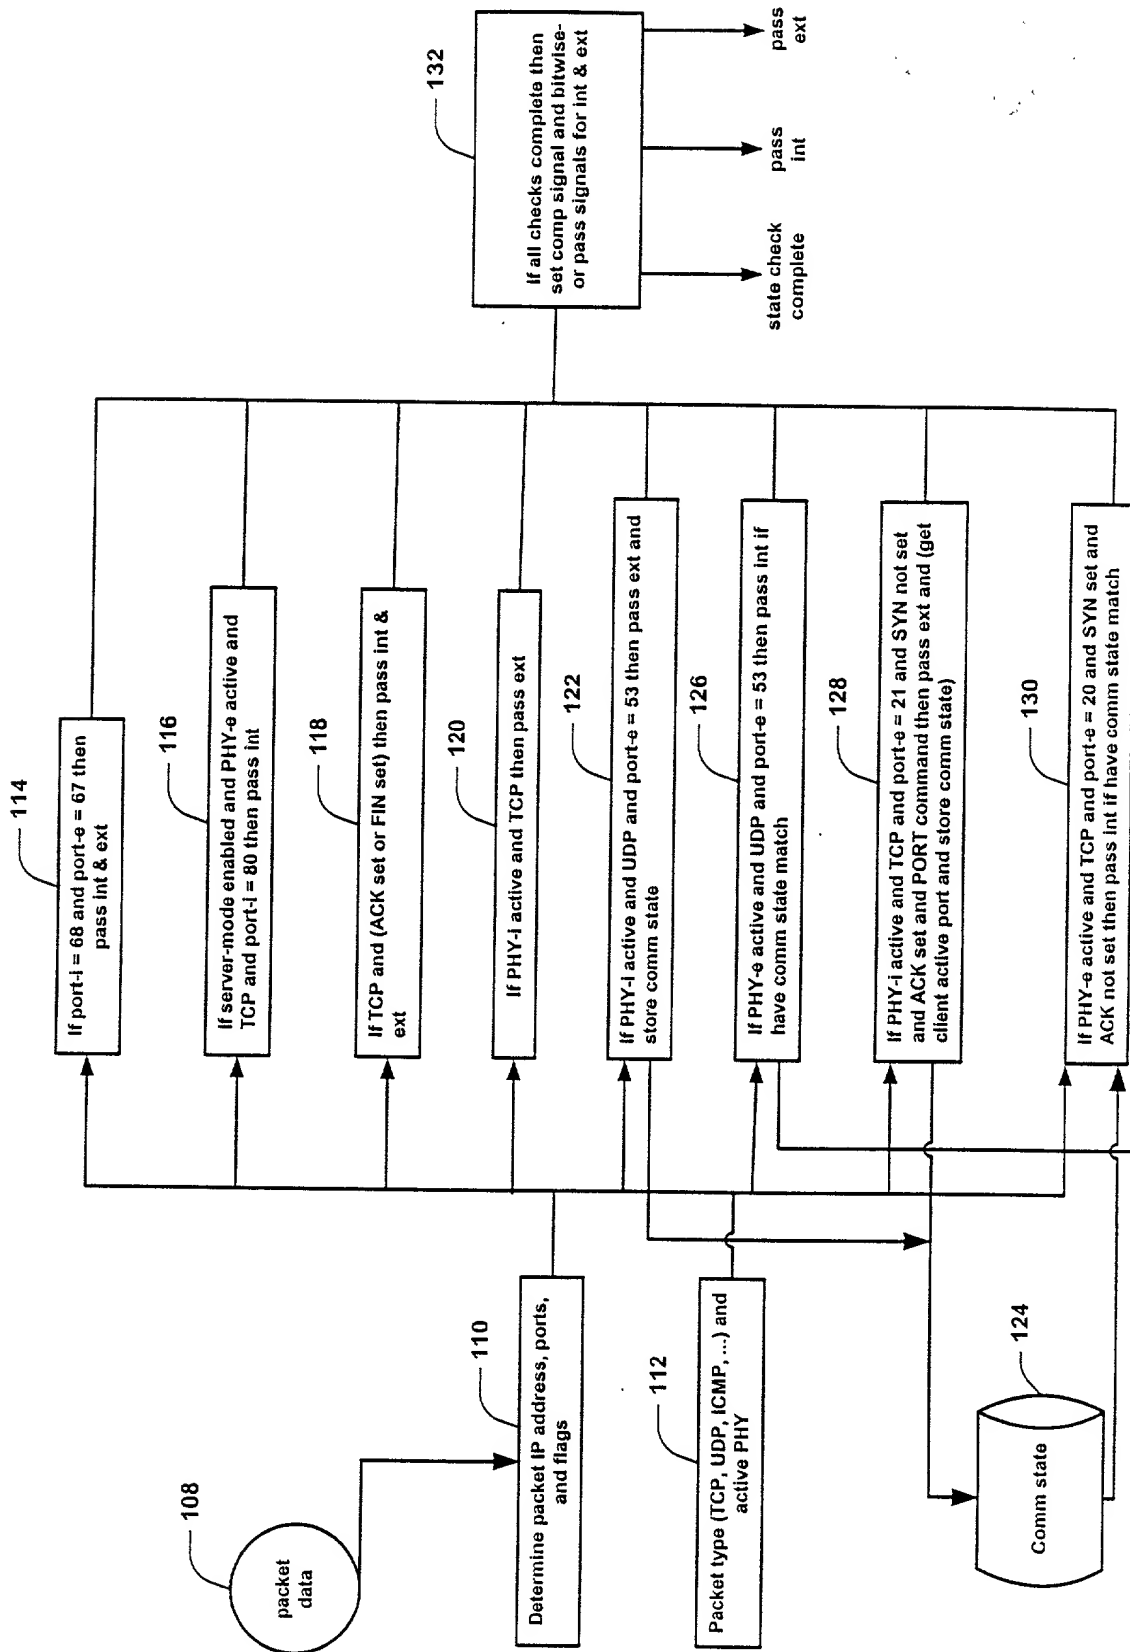 108
packet
data
110
Determine packet IP address, ports,
and flags
112
Packet type (TCP, UDP, ICMP, ...) and
active PHY
124
Comm state
114
If port-i = 68 and port-e = 67 then
pass int & ext
116
If server-mode enabled and PHY-e active and
TCP and port-i = 80 then pass int
118
If TCP and (ACK set or FIN set) then pass int &
ext
120
If PHY-i active and TCP then pass ext
122
If PHY-i active and UDP and port-e = 53 then pass ext and
store comm state
126
If PHY-e active and UDP and port-e = 53 then pass int if
have comm state match
128
If PHY-i active and TCP and port-e = 21 and SYN not set
and ACK set and PORT command then pass ext and (get
client active port and store comm state)
130
If PHY-e active and TCP and port-e = 20 and SYN set and
ACK not set then pass int if have comm state match
132
If all checks complete then
set comp signal and bitwise-
or pass signals for int & ext
state check
complete
pass
int
pass
ext